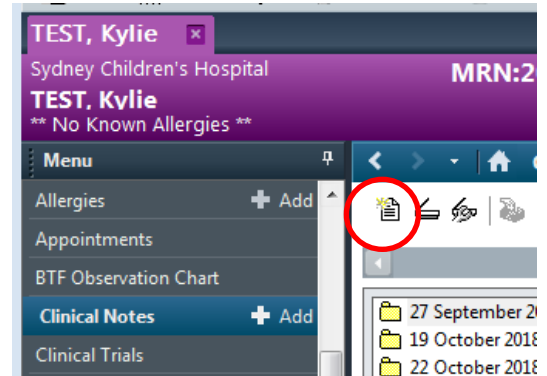 TEST, Kylie
Sydney Children's Hospital
MRN:2
TEST, Kylie
** No Known Allergies **
Menu
Allergies
Add
Appointments
BTF Observation Chart
Clinical Notes
Add
Clinical Trials
27 September 2
19 October 2018
22 October 2018